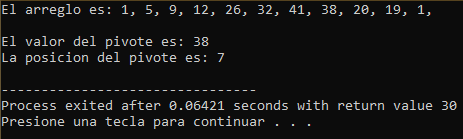 El arreglo es: 1, 5, 9, 12, 26, 32, 41, 38, 20, 19, 1,
El valor del pivote es: 38
La posicion del pivote es: 7
--------------------------------
Process exited after 0.06421 seconds with return value 30
Presione una tecla para continuar . . .